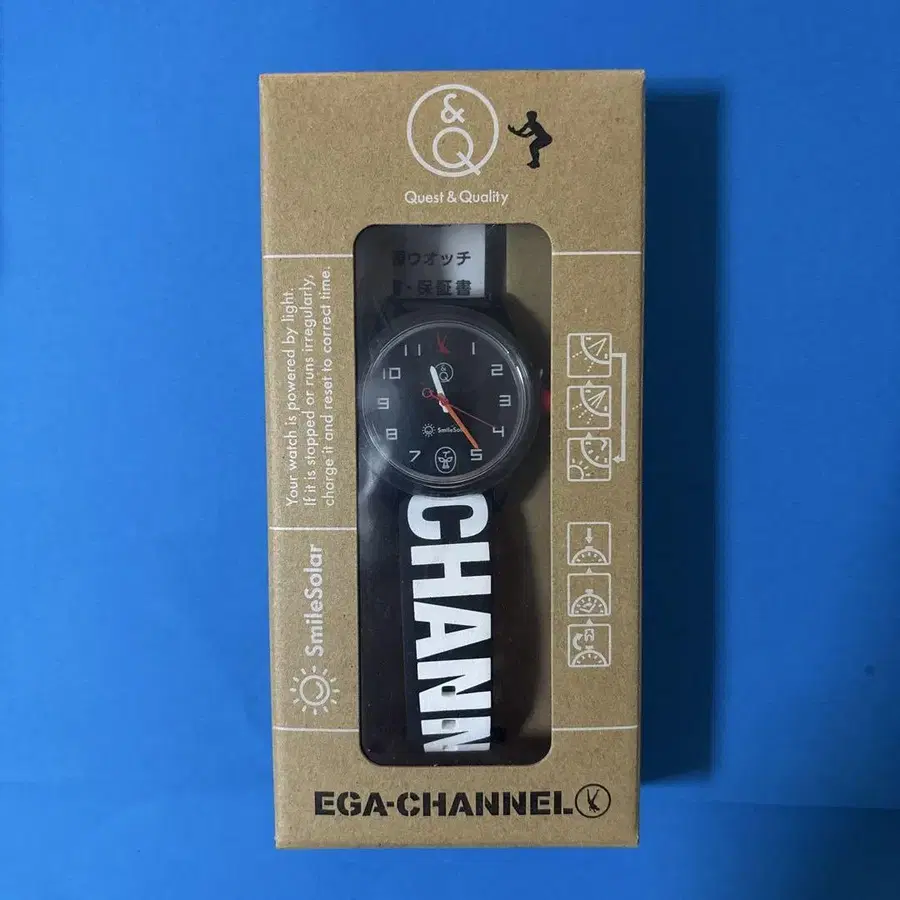 & Q
Quest & Quality
Your watch is powered by light.
If it is stopped or runs irregularly,
charge it and reset to correct time.
SmileSolar
ウオッチ
・保証書
11 1
10 2
9 3
8 4
7 5
&Q
SmileSolar
CHANN
EGA-CHANNEL